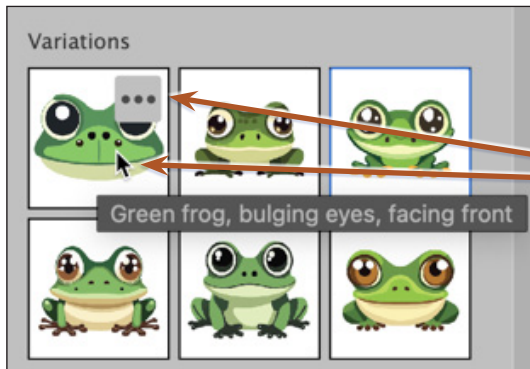 Variations
Green frog, bulging eyes, facing front